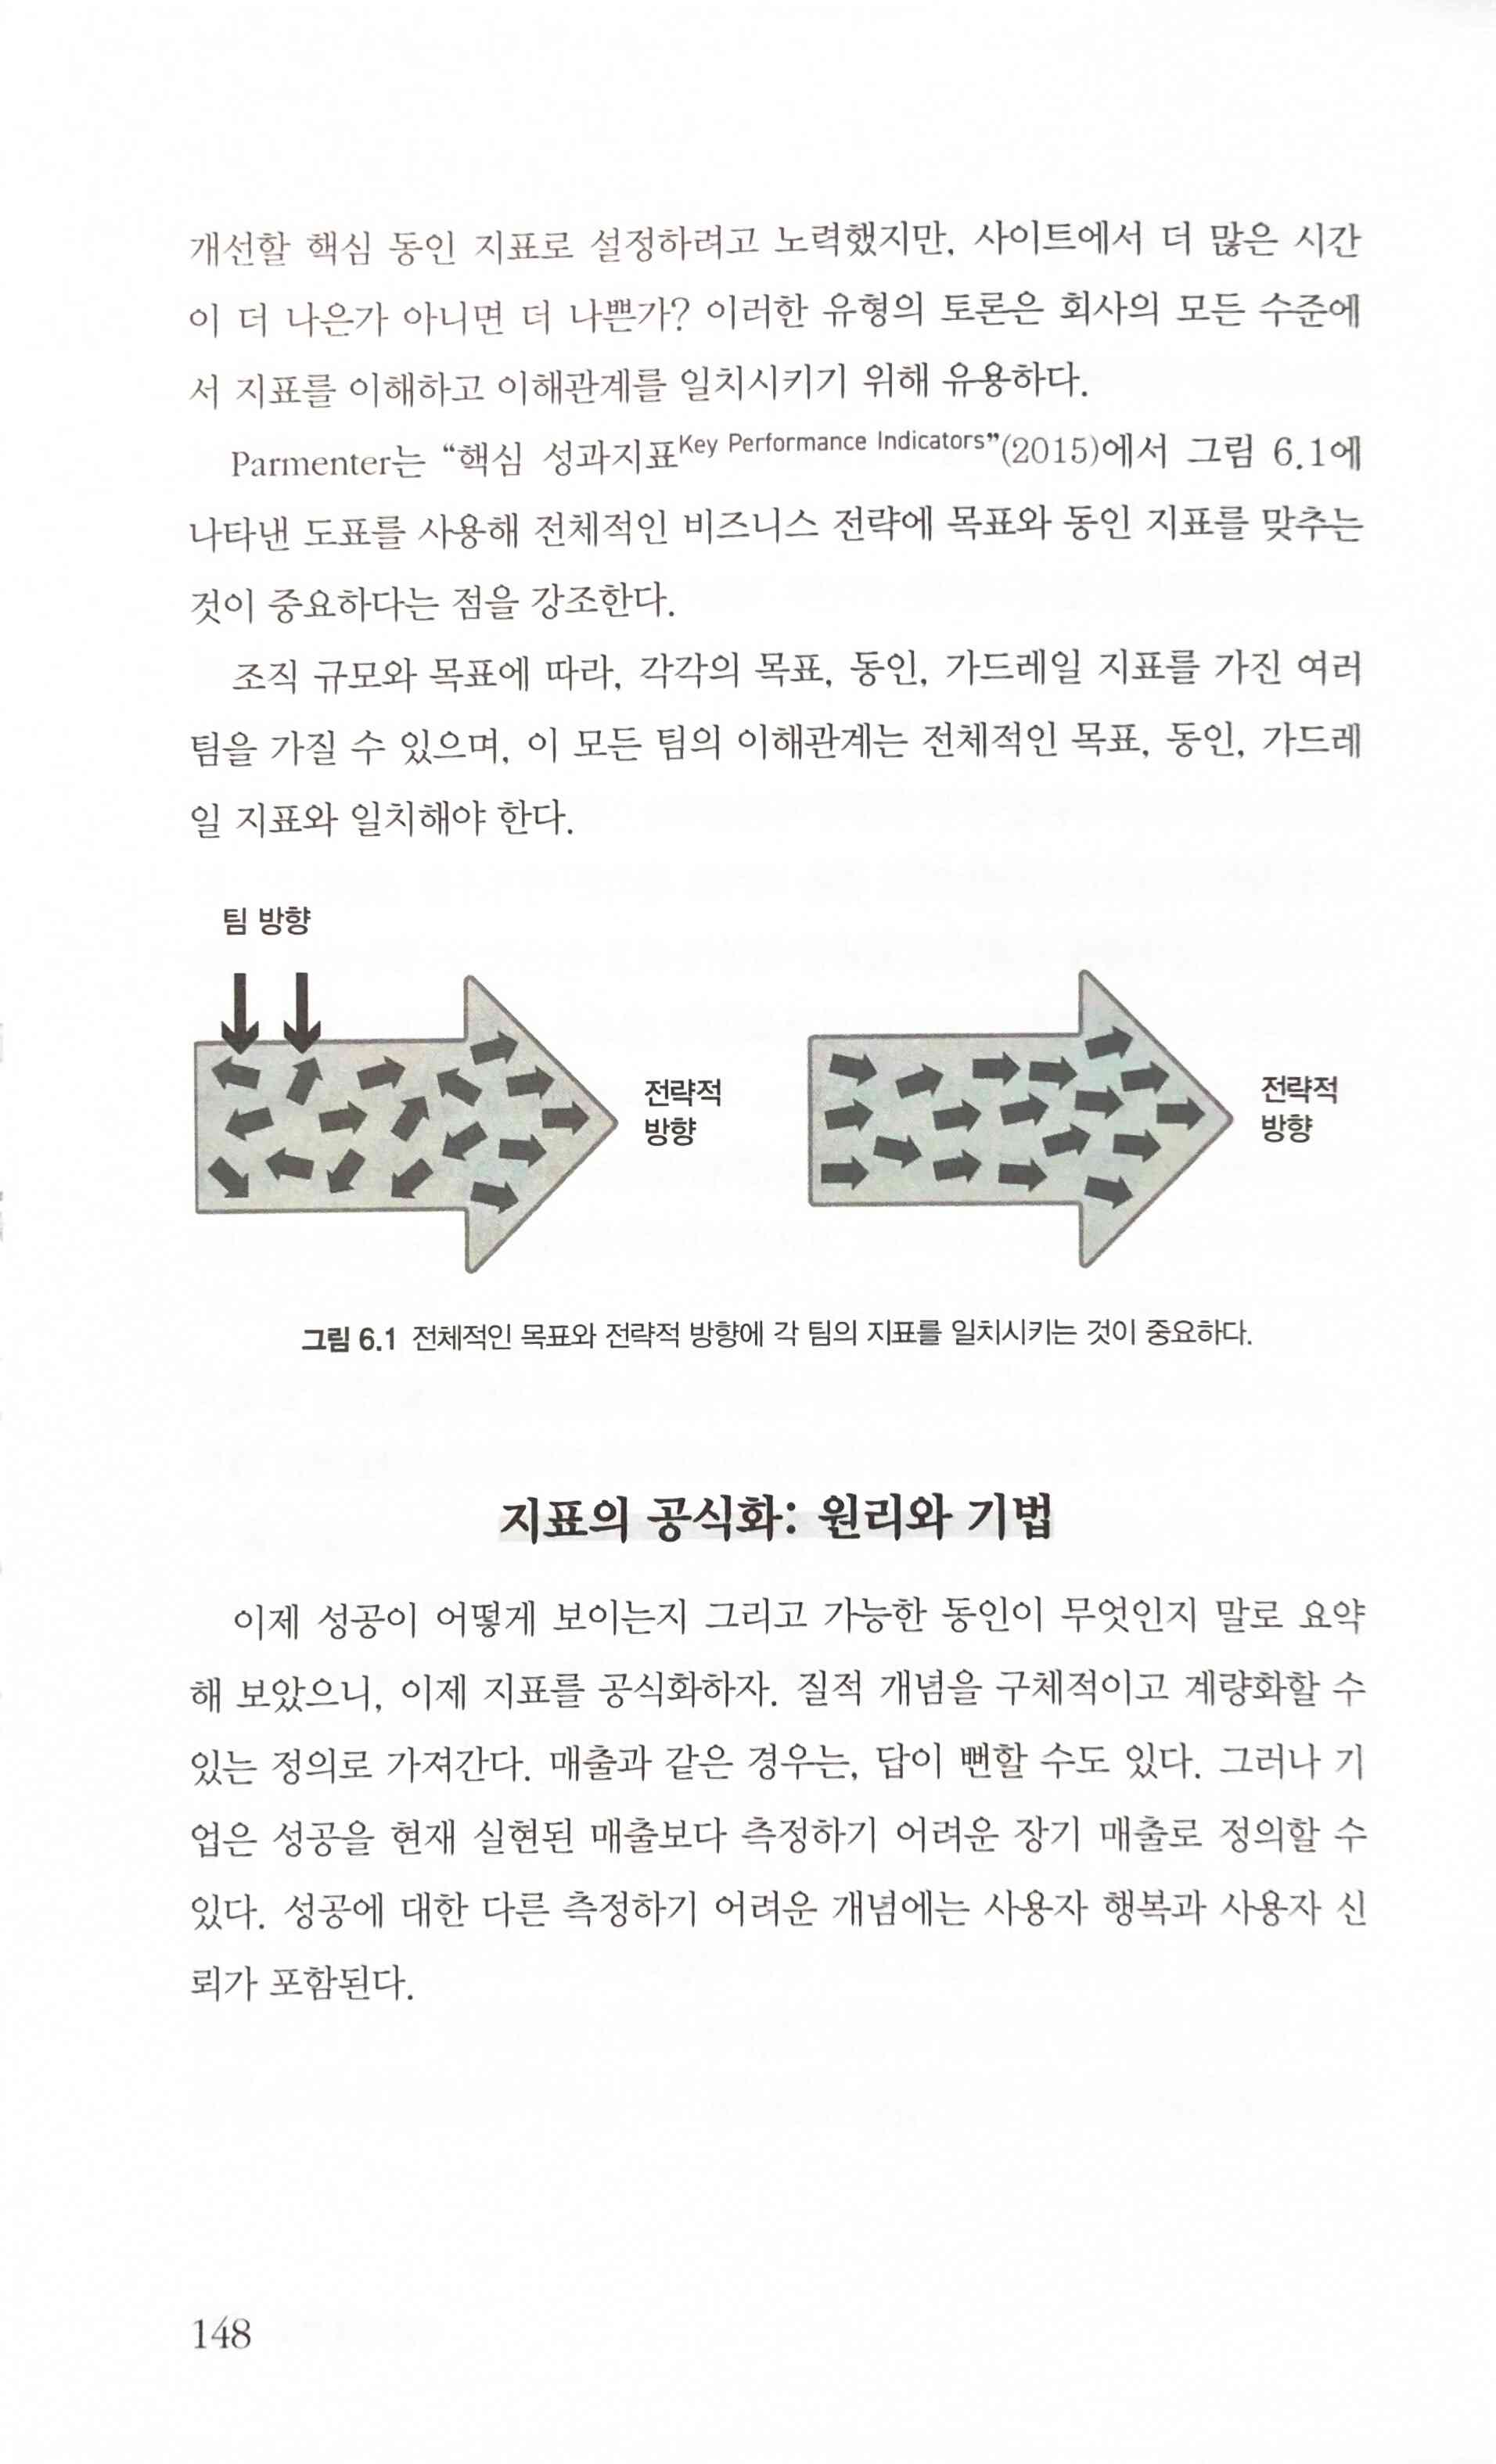 개선할 핵심 동인 지표로 설정하려고 노력했지만, 사이트에서 더 많은 시간
이 더 나은가 아니면 더 나쁜가? 이러한 유형의 토론은 회사의 모든 수준에
서 지표를 이해하고 이해관계를 일치시키기 위해 유용하다.
Parmenter는 “핵심 성과지표Key Performance Indicators”(2015)에서 그림 6.1에
나타낸 도표를 사용해 전체적인 비즈니스 전략에 목표와 동인 지표를 맞추는
것이 중요하다는 점을 강조한다.
조직 규모와 목표에 따라, 각각의 목표, 동인, 가드레일 지표를 가진 여러
팀을 가질 수 있으며, 이 모든 팀의 이해관계는 전체적인 목표, 동인, 가드레
일 지표와 일치해야 한다.
팀 방향
전략적
방향
전략적
방향
그림 6.1 전체적인 목표와 전략적 방향에 각 팀의 지표를 일치시키는 것이 중요하다.
지표의 공식화: 원리와 기법
이제 성공이 어떻게 보이는지 그리고 가능한 동인이 무엇인지 말로 요약
해 보았으니, 이제 지표를 공식화하자. 질적 개념을 구체적이고 계량화할 수
있는 정의로 가져간다. 매출과 같은 경우는, 답이 뻔할 수도 있다. 그러나 기
업은 성공을 현재 실현된 매출보다 측정하기 어려운 장기 매출로 정의할 수
있다. 성공에 대한 다른 측정하기 어려운 개념에는 사용자 행복과 사용자 신
뢰가 포함된다.
148